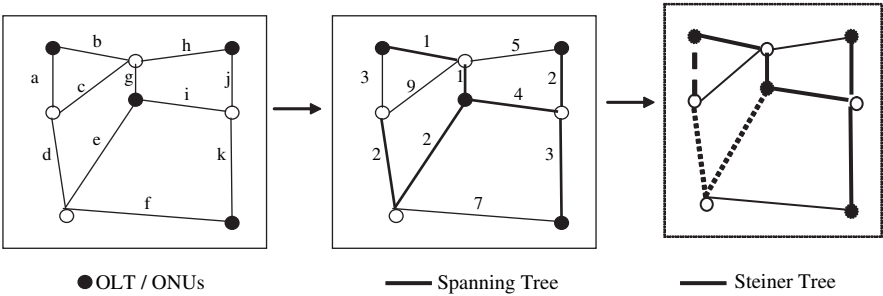 b h
a c g j
i
e
d k
f
1 5
3 9 1 2
4
2 2 3
7
OLT / ONUs Spanning Tree Steiner Tree